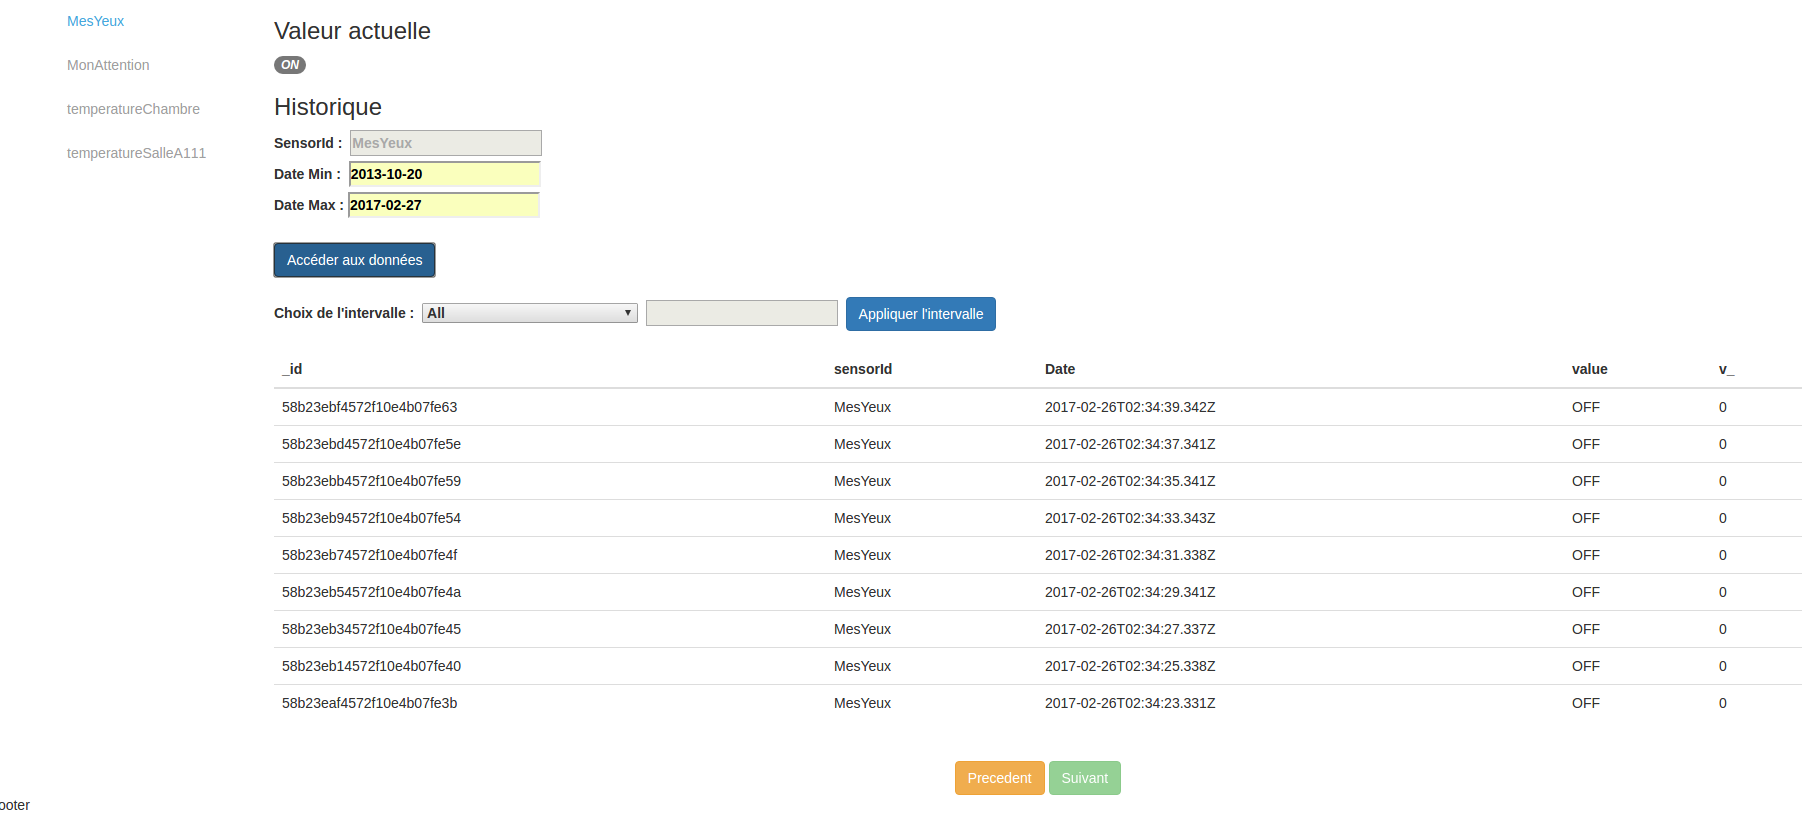 MesYeux
MonAttention
temperatureChambre
temperatureSalleA111
Valeur actuelle
ON
Historique
SensorId : MesYeux
Date Min : 2013-10-20
Date Max : 2017-02-27
Accéder aux données
Choix de l'intervalle : All Appliquer l'intervalle
_id sensorId Date value v_
58b23ebf4572f10e4b07fe63 MesYeux 2017-02-26T02:34:39.342Z OFF 0
58b23ebd4572f10e4b07fe5e MesYeux 2017-02-26T02:34:37.341Z OFF 0
58b23ebb4572f10e4b07fe59 MesYeux 2017-02-26T02:34:35.341Z OFF 0
58b23eb94572f10e4b07fe54 MesYeux 2017-02-26T02:34:33.343Z OFF 0
58b23eb74572f10e4b07fe4f MesYeux 2017-02-26T02:34:31.338Z OFF 0
58b23eb54572f10e4b07fe4a MesYeux 2017-02-26T02:34:29.341Z OFF 0
58b23eb34572f10e4b07fe45 MesYeux 2017-02-26T02:34:27.337Z OFF 0
58b23eb14572f10e4b07fe40 MesYeux 2017-02-26T02:34:25.338Z OFF 0
58b23eaf4572f10e4b07fe3b MesYeux 2017-02-26T02:34:23.331Z OFF 0
Precedent Suivant
ooter